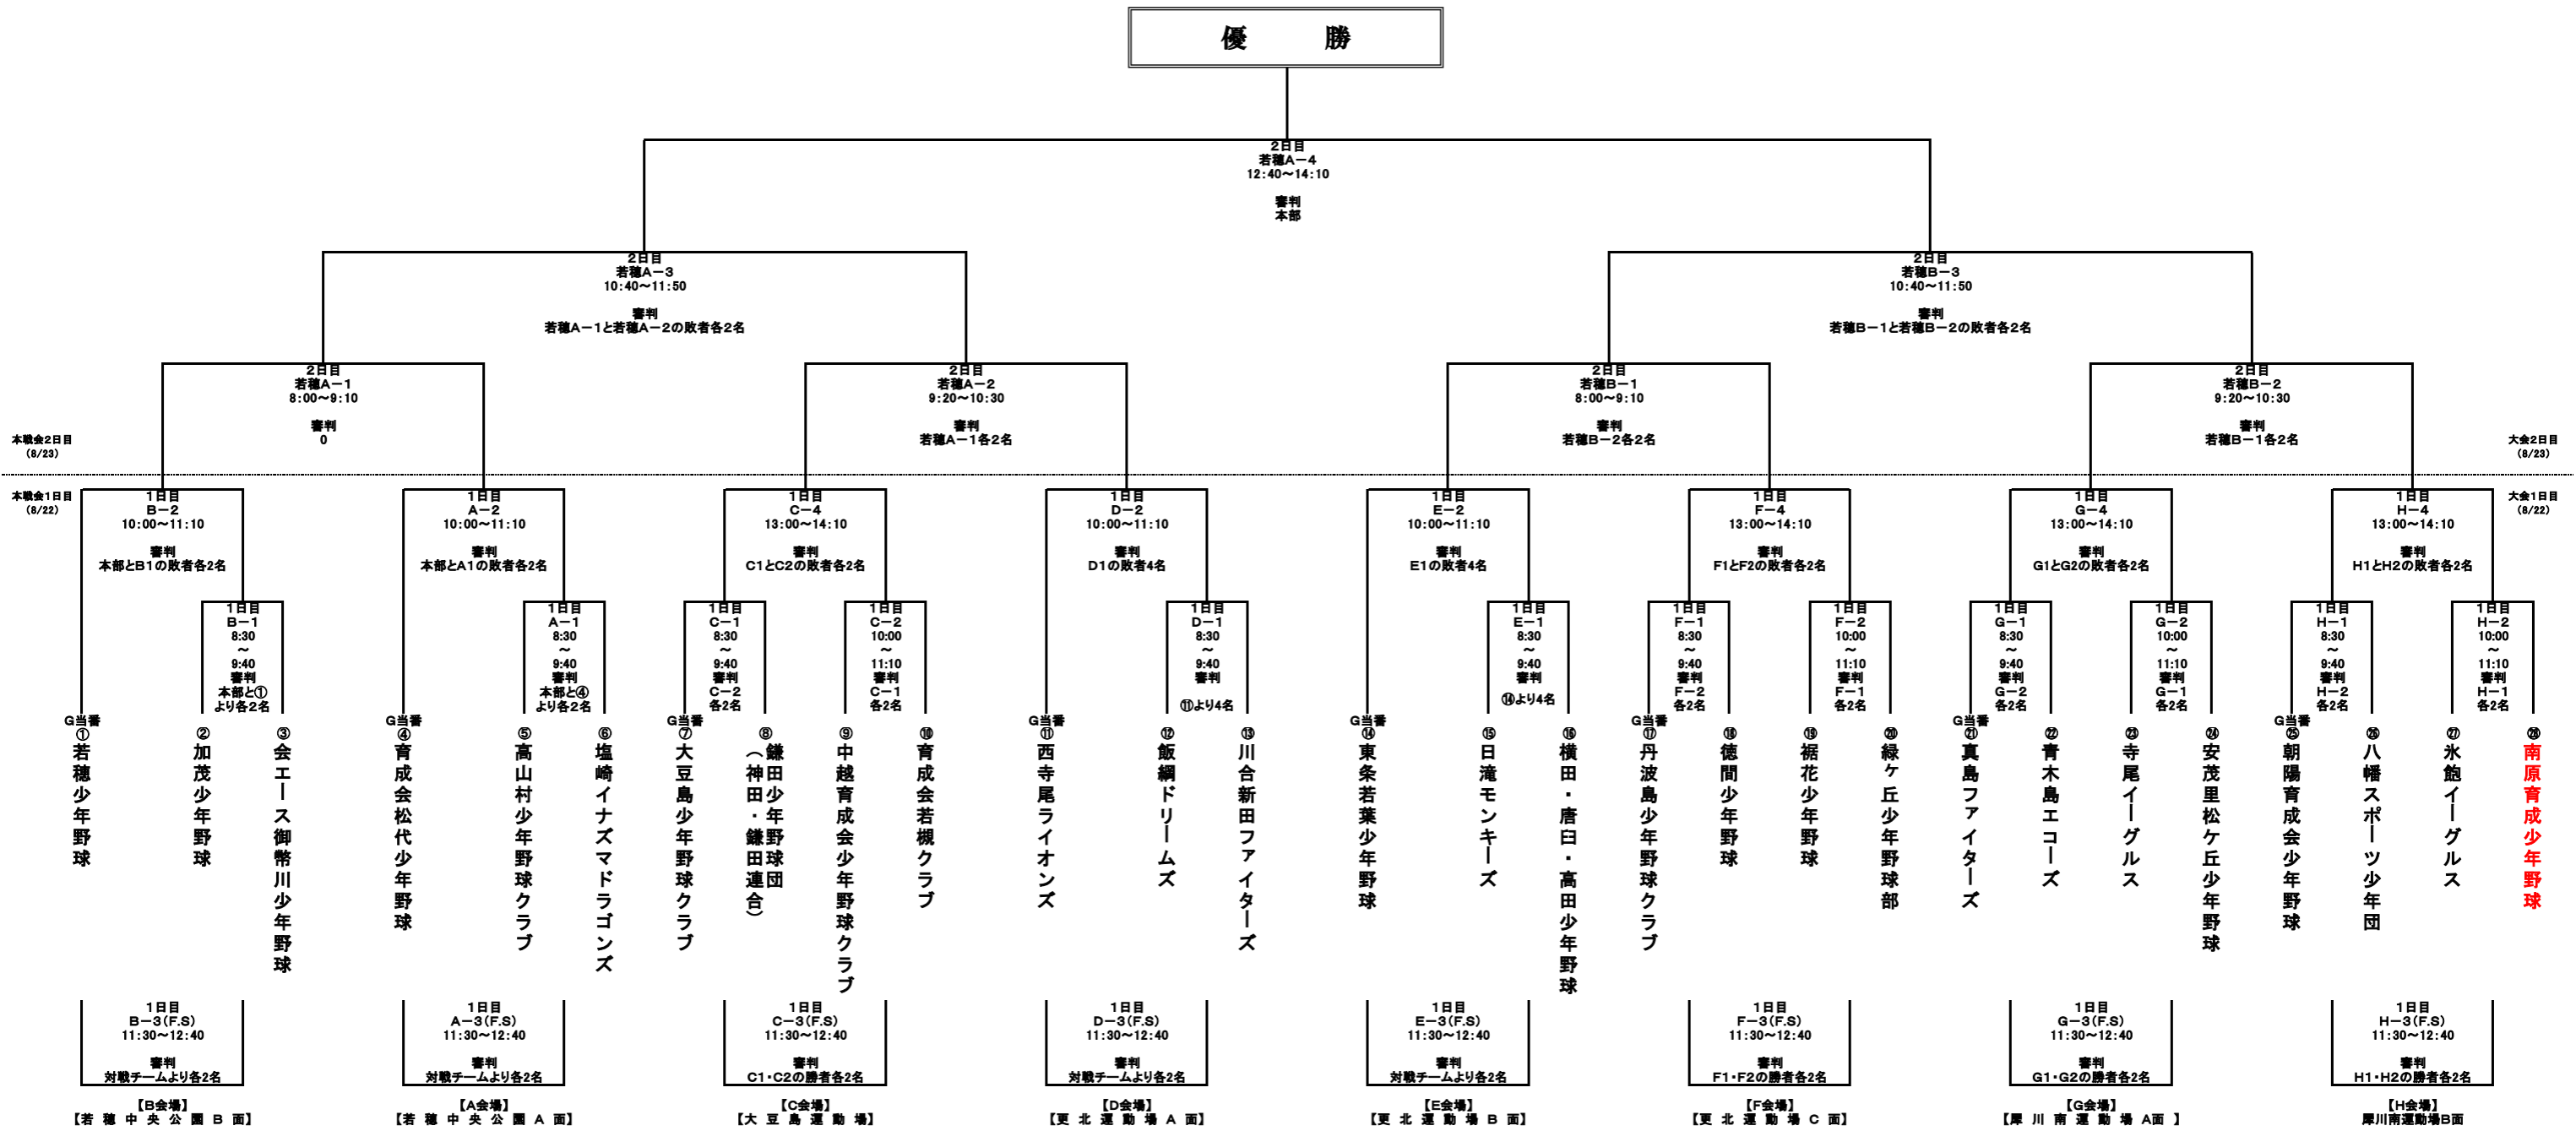 優　勝
2日目
若穂A－4
12:40～14:10
審判
本部
2日目
若穂A－3
10:40～11:50
審判
若穂A－1と若穂A－2の敗者各2名
2日目
若穂B－3
10:40～11:50
審判
若穂B－1と若穂B－2の敗者各2名
2日目
若穂A－1
8:00～9:10
審判
0
2日目
若穂A－2
9:20～10:30
審判
若穂A－1各2名
2日目
若穂B－1
8:00～9:10
審判
若穂B－2各2名
2日目
若穂B－2
9:20～10:30
審判
若穂B－1各2名
本戦会2日目
(8/23)
大会2日目
(8/23)
本戦会1日目
(8/22)
大会1日目
(8/22)
1日目
B－2
10:00～11:10
審判
本部とB1の敗者各2名
1日目
A－2
10:00～11:10
審判
本部とA1の敗者各2名
1日目
C－4
13:00～14:10
審判
C1とC2の敗者各2名
1日目
D－2
10:00～11:10
審判
D1の敗者4名
1日目
E－2
10:00～11:10
審判
E1の敗者4名
1日目
F－4
13:00～14:10
審判
F1とF2の敗者各2名
1日目
G－4
13:00～14:10
審判
G1とG2の敗者各2名
1日目
H－4
13:00～14:10
審判
H1とH2の敗者各2名
1日目
B－1
8:30
～
9:40
審判
本部と①
より各2名
1日目
A－1
8:30
～
9:40
審判
本部と④
より各2名
1日目
C－1
8:30
～
9:40
審判
C－2
各2名
1日目
C－2
10:00
～
11:10
審判
C－1
各2名
1日目
D－1
8:30
～
9:40
審判
⑪より4名
1日目
E－1
8:30
～
9:40
審判
⑭より4名
1日目
F－1
8:30
～
9:40
審判
F－2
各2名
1日目
F－2
10:00
～
11:10
審判
F－1
各2名
1日目
G－1
8:30
～
9:40
審判
G－2
各2名
1日目
G－2
10:00
～
11:10
審判
G－1
各2名
1日目
H－1
8:30
～
9:40
審判
H－2
各2名
1日目
H－2
10:00
～
11:10
審判
H－1
各2名
G当番
①
若穂少年野球
②
加茂少年野球
③
会エース御幣川少年野球
G当番
④
育成会松代少年野球
⑤
高山村少年野球クラブ
⑥
塩崎イナズマドラゴンズ
G当番
⑦
大豆島少年野球クラブ
⑧
鎌田少年野球団
（神田・鎌田連合）
⑨
中越育成会少年野球クラブ
⑩
育成会若槻クラブ
G当番
⑪
西寺尾ライオンズ
⑫
飯綱ドリームズ
⑬
川合新田ファイターズ
G当番
⑭
東条若葉少年野球
⑮
日滝モンキーズ
⑯
横田・唐臼・高田少年野球
G当番
⑰
丹波島少年野球クラブ
⑱
徳間少年野球
⑲
裾花少年野球
⑳
緑ヶ丘少年野球部
G当番
㉑
真島ファイターズ
㉒
青木島エコーズ
㉓
寺尾イーグルス
㉔
安茂里松ケ丘少年野球
G当番
㉕
朝陽育成会少年野球
㉖
八幡スポーツ少年団
㉗
氷飽イーグルス
㉘
南原育成少年野球
1日目
B－3(F.S)
11:30～12:40
審判
対戦チームより各2名
1日目
A－3(F.S)
11:30～12:40
審判
対戦チームより各2名
1日目
C－3(F.S)
11:30～12:40
審判
C1・C2の勝者各2名
1日目
D－3(F.S)
11:30～12:40
審判
対戦チームより各2名
1日目
E－3(F.S)
11:30～12:40
審判
対戦チームより各2名
1日目
F－3(F.S)
11:30～12:40
審判
F1・F2の勝者各2名
1日目
G－3(F.S)
11:30～12:40
審判
G1・G2の勝者各2名
1日目
H－3(F.S)
11:30～12:40
審判
H1・H2の勝者各2名
【B会場】
【若穂中央公園B面】
【A会場】
【若穂中央公園A面】
【C会場】
【大豆島運動場】
【D会場】
【更北運動場A面】
【E会場】
【更北運動場B面】
【F会場】
【更北運動場C面】
【G会場】
【犀川南運動場A面】
【H会場】
犀川南運動場B面